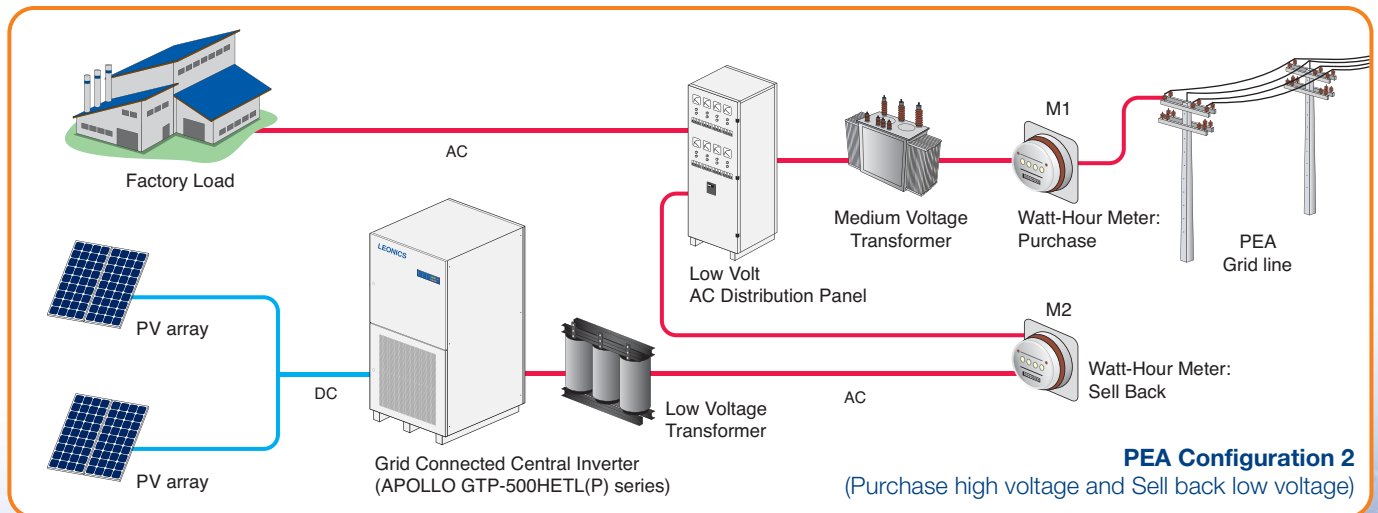 Factory Load
AC
M1
Medium Voltage
Transformer
Watt-Hour Meter:
Purchase
PEA
Grid line
Low Volt
AC Distribution Panel
LEONICS
PV array
PV array
DC
Grid Connected Central Inverter
(APOLLO GTP-500HETL(P) series)
Low Voltage
Transformer
AC
M2
Watt-Hour Meter:
Sell Back
PEA Configuration 2
(Purchase high voltage and Sell back low voltage)